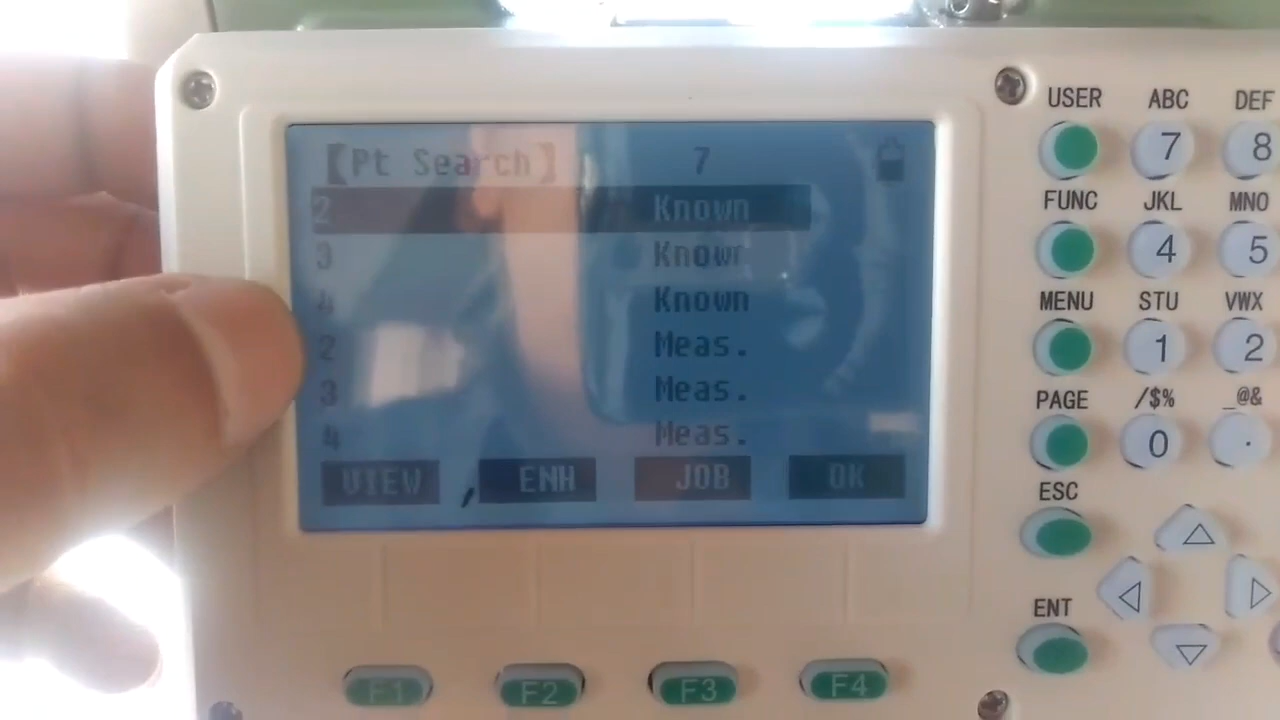 【Pt Search】 7
2 Known
3 Knowr
4 Known
2 Meas.
3 Meas.
4 Meas.
VIEW ENH JOB OK
F1 F2 F3 F4
USER ABC DEF
7 8
FUNC JKL MNO
4 5
MENU STU VWX
1 2
PAGE /$% _@&
0 .
ESC
ENT